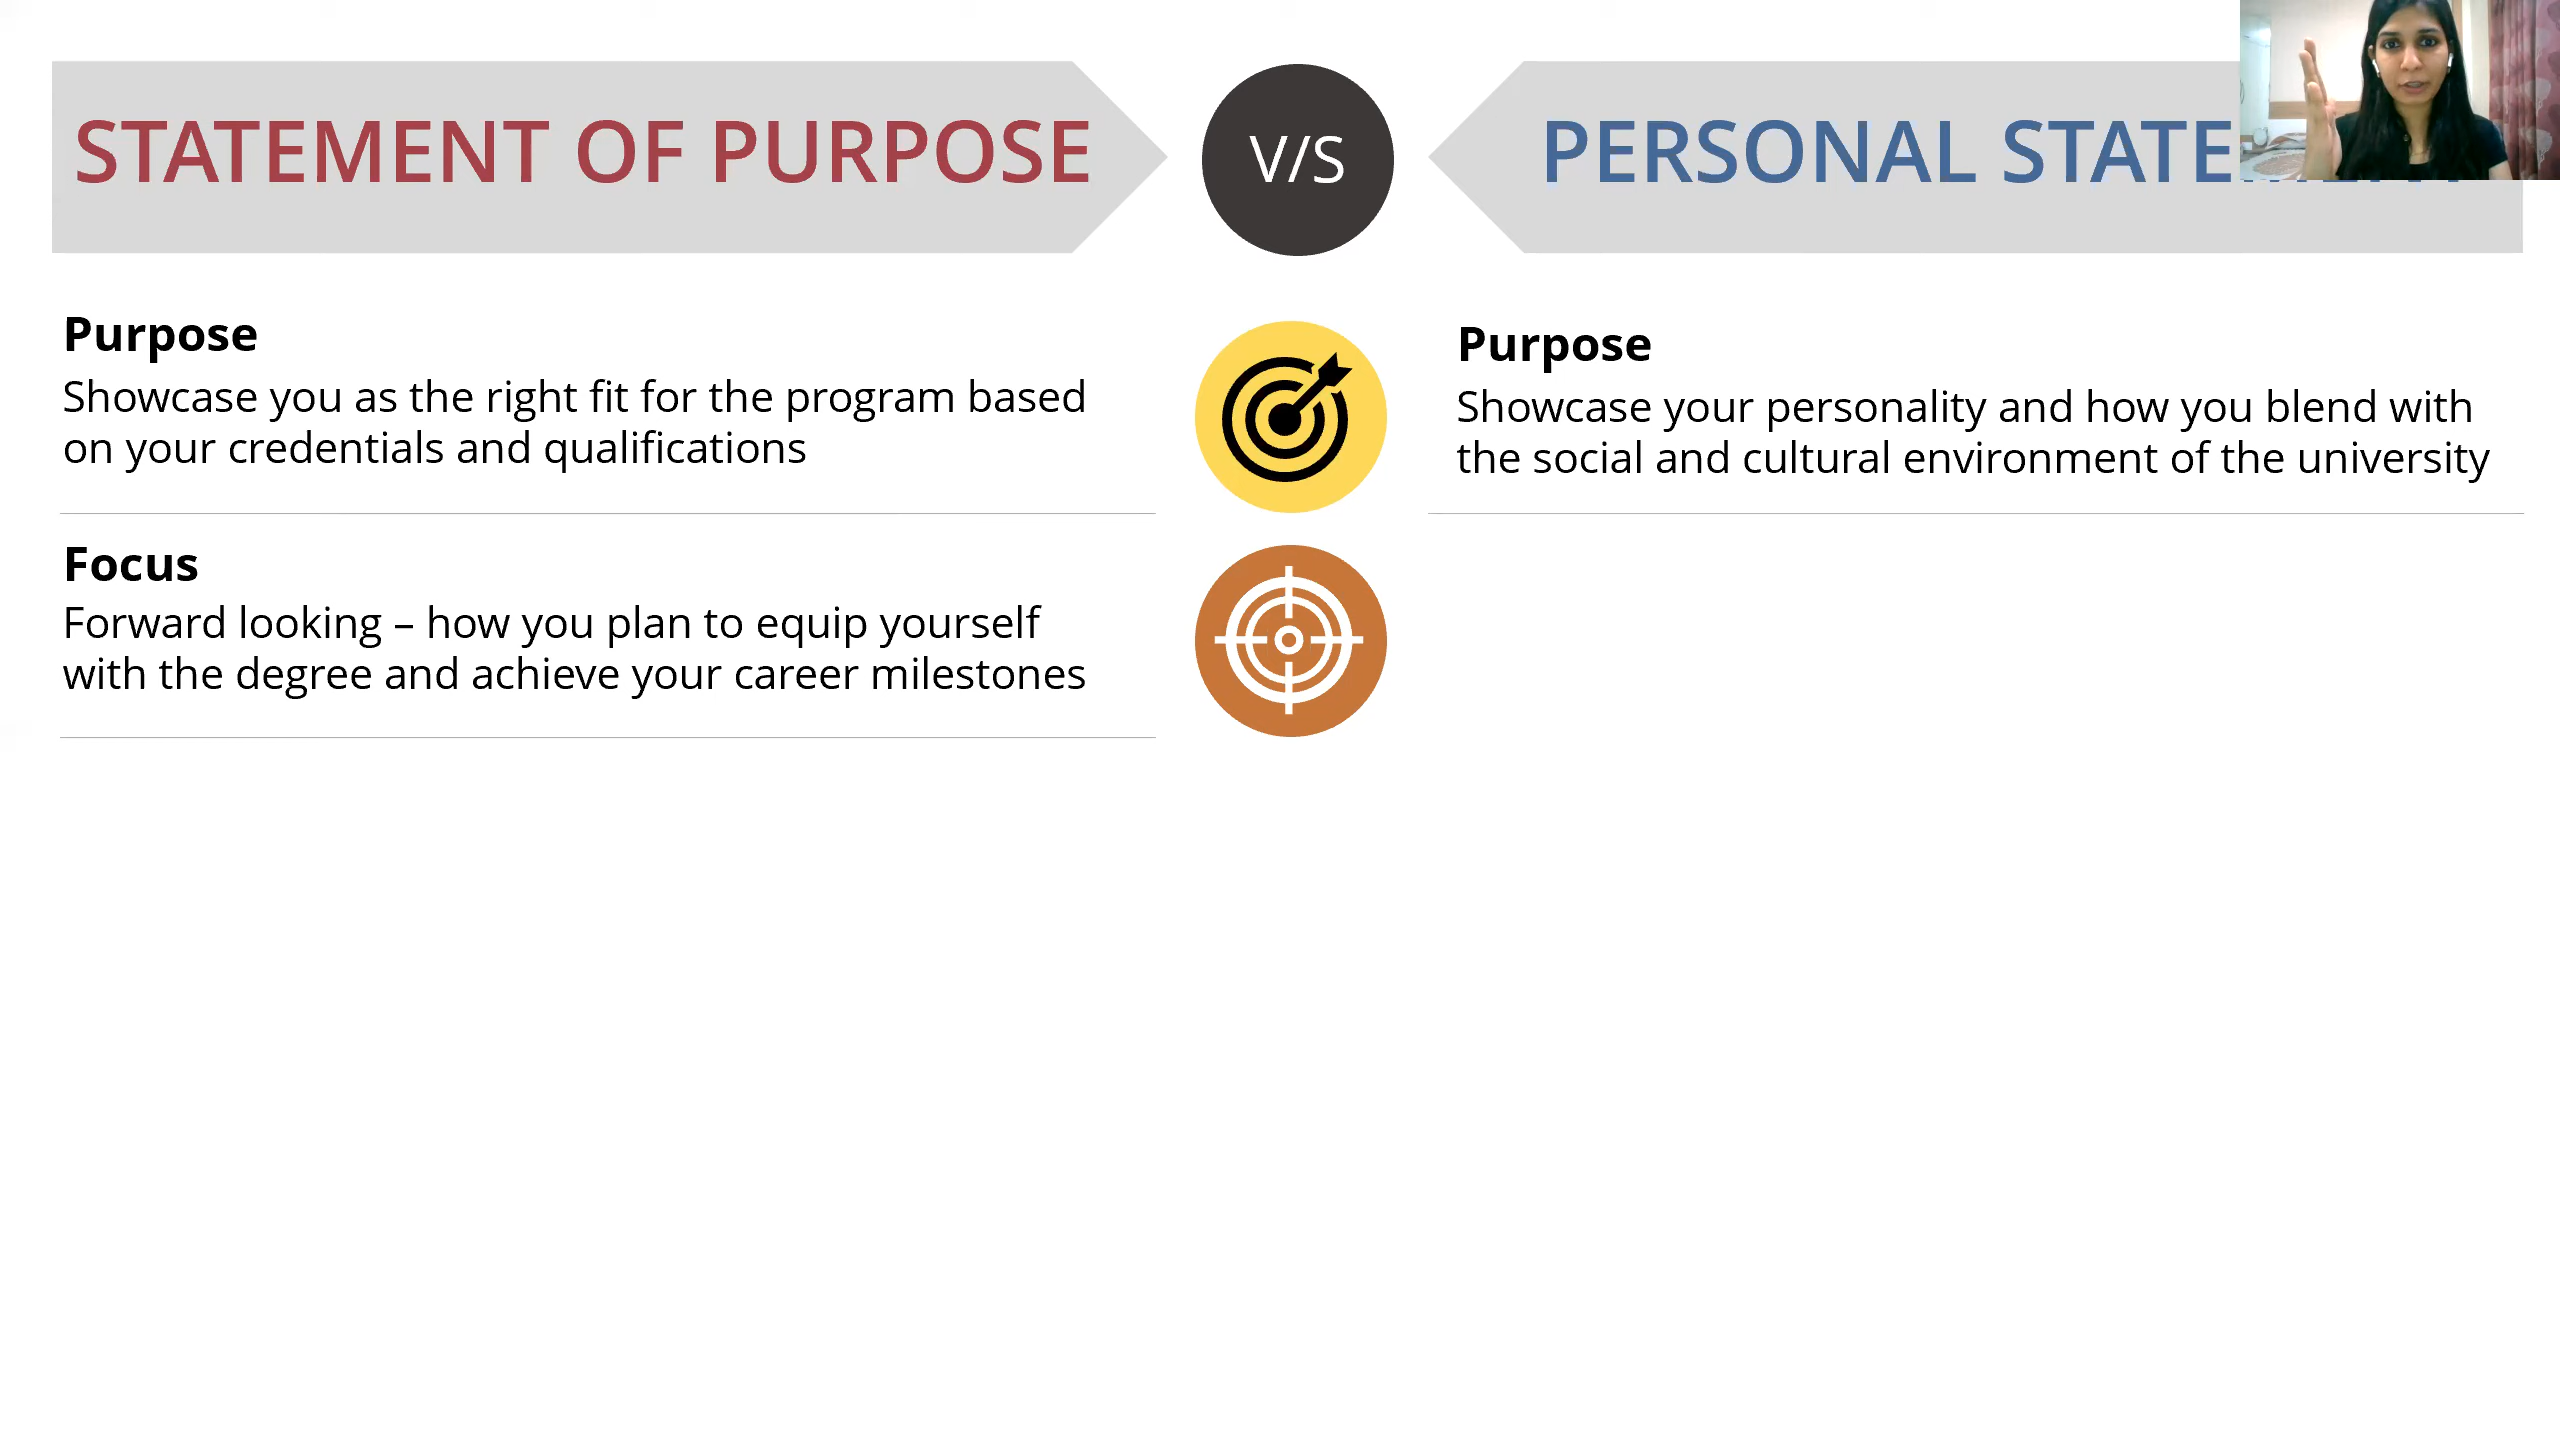 STATEMENT OF PURPOSE
V/S
PERSONAL STATEMENT
Purpose
Showcase you as the right fit for the program based
on your credentials and qualifications
Purpose
Showcase your personality and how you blend with
the social and cultural environment of the university
Focus
Forward looking – how you plan to equip yourself
with the degree and achieve your career milestones